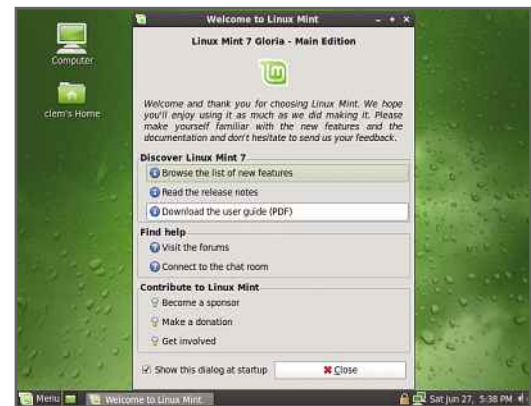 Welcome to Linux Mint
Computer
clem's Home
Linux Mint 7 Gloria - Main Edition
Welcome and thank you for choosing Linux Mint. We hope
you'll enjoy using it as much as we did making it. Please
make yourself familiar with the new features and the
documentation and don't hesitate to send us your feedback.
Discover Linux Mint 7
Browse the list of new features
Read the release notes
Download the user guide (PDF)
Find help
Visit the forums
Connect to the chat room
Contribute to Linux Mint
Become a sponsor
Make a donation
Get involved
Show this dialog at startup
Close
Menu
Welcome to Linux Mint
Sat Jun 27, 5:38 PM